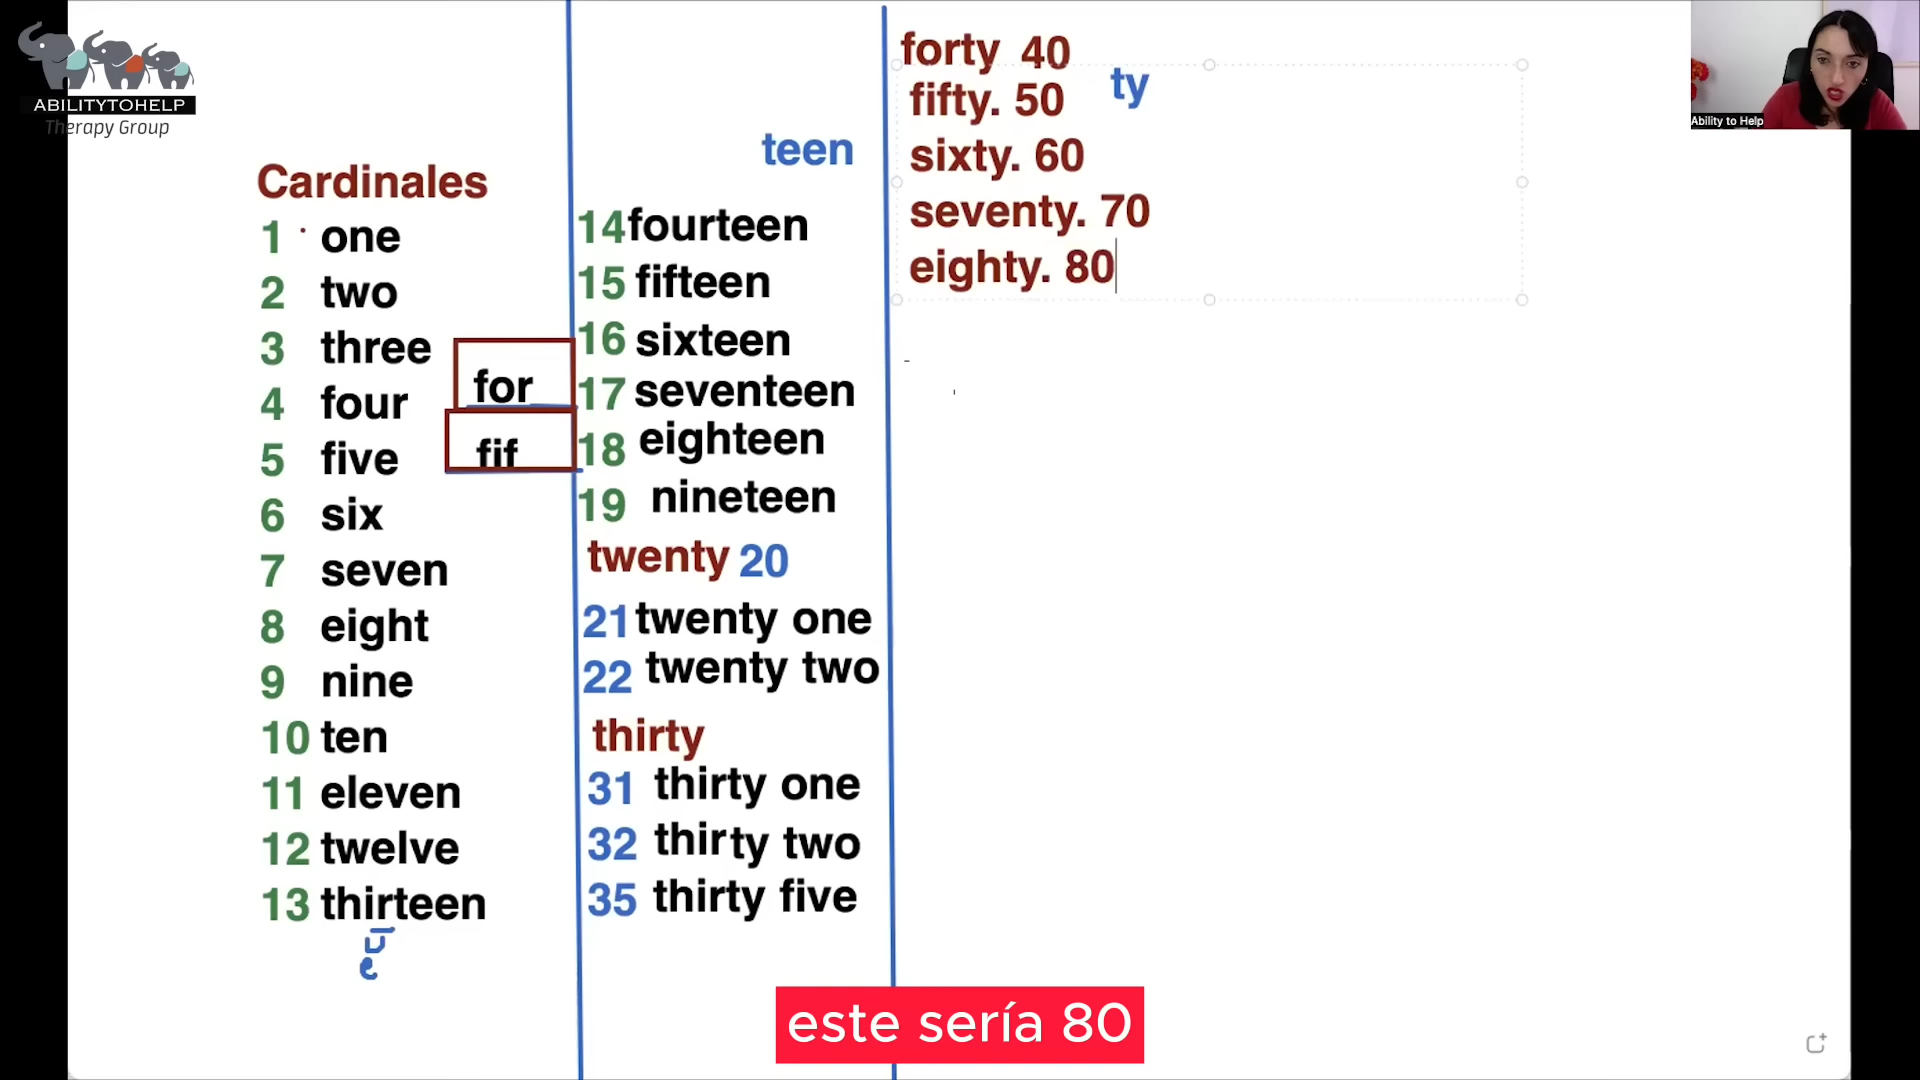 ABILITYTOHELP
Therapy Group
Cardinales
1 one
2 two
3 three
4 four
5 five
6 six
7 seven
8 eight
9 nine
10 ten
11 eleven
12 twelve
13 thirteen
u
e
for
fif
teen
14 fourteen
15 fifteen
16 sixteen
17 seventeen
18 eighteen
19 nineteen
twenty 20
21 twenty one
22 twenty two
thirty
31 thirty one
32 thirty two
35 thirty five
forty 40
fifty. 50
ty
sixty. 60
seventy. 70
eighty. 80
Ability to Help
este sería 80